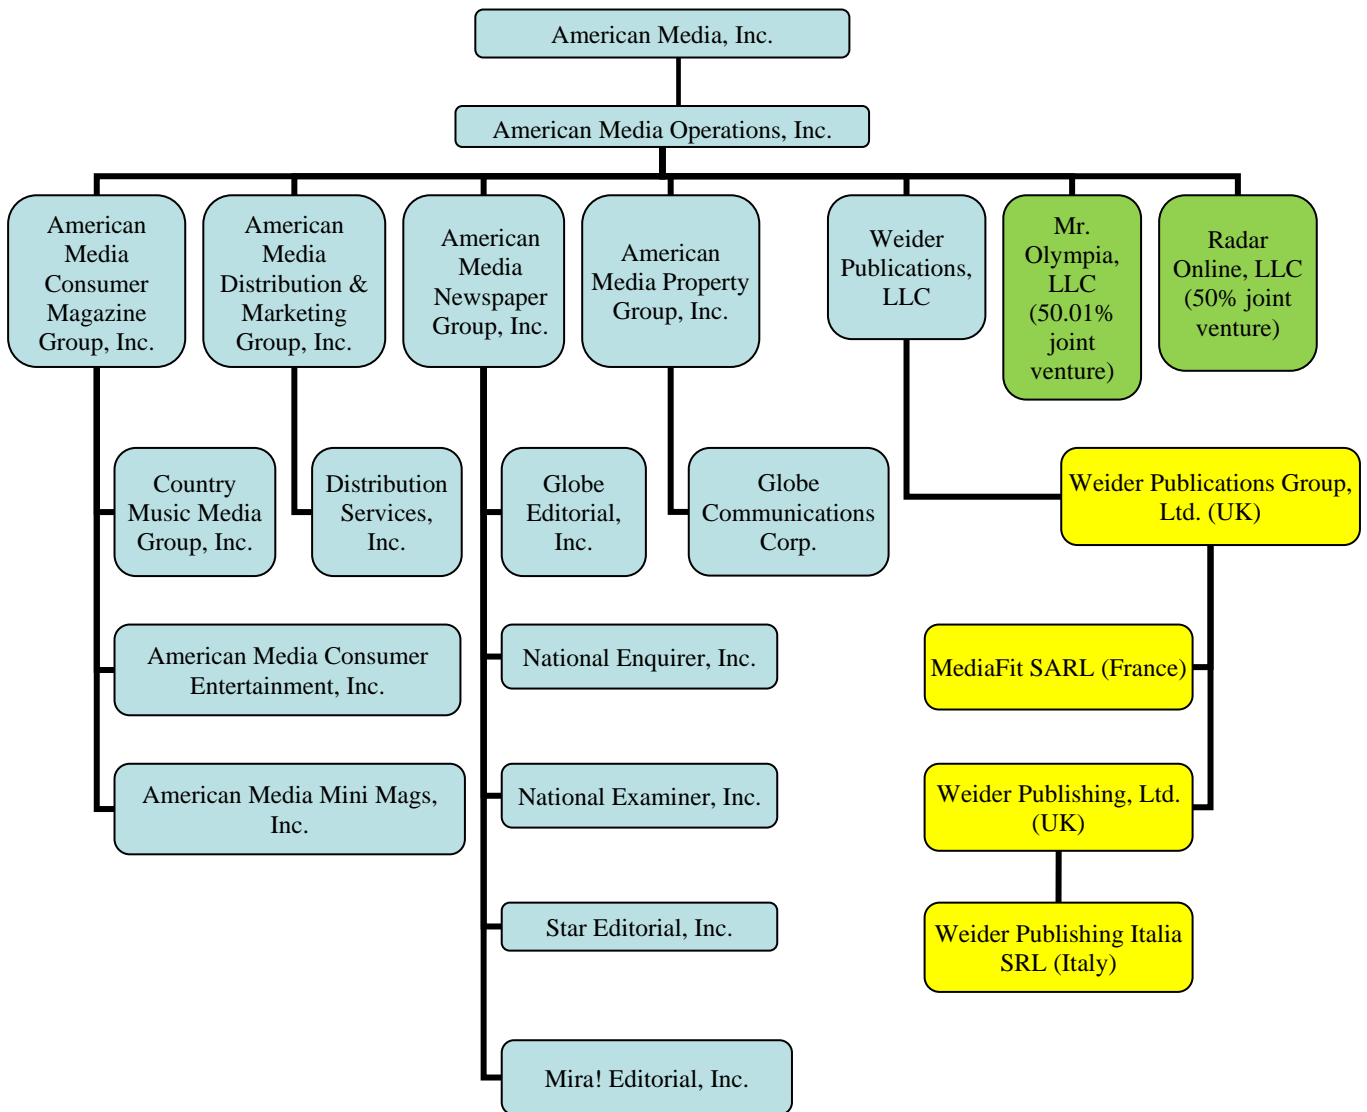 American Media, Inc.
American Media Operations, Inc.
American
Media
Consumer
Magazine
Group, Inc.
American
Media
Distribution &
Marketing
Group, Inc.
American
Media
Newspaper
Group, Inc.
American
Media Property
Group, Inc.
Weider
Publications,
LLC
Mr.
Olympia,
LLC
(50.01%
joint
venture)
Radar
Online, LLC
(50% joint
venture)
Country
Music Media
Group, Inc.
Distribution
Services,
Inc.
Globe
Editorial,
Inc.
Globe
Communications
Corp.
Weider Publications Group,
Ltd. (UK)
American Media Consumer
Entertainment, Inc.
National Enquirer, Inc.
MediaFit SARL (France)
American Media Mini Mags,
Inc.
National Examiner, Inc.
Weider Publishing, Ltd.
(UK)
Star Editorial, Inc.
Weider Publishing Italia
SRL (Italy)
Mira! Editorial, Inc.